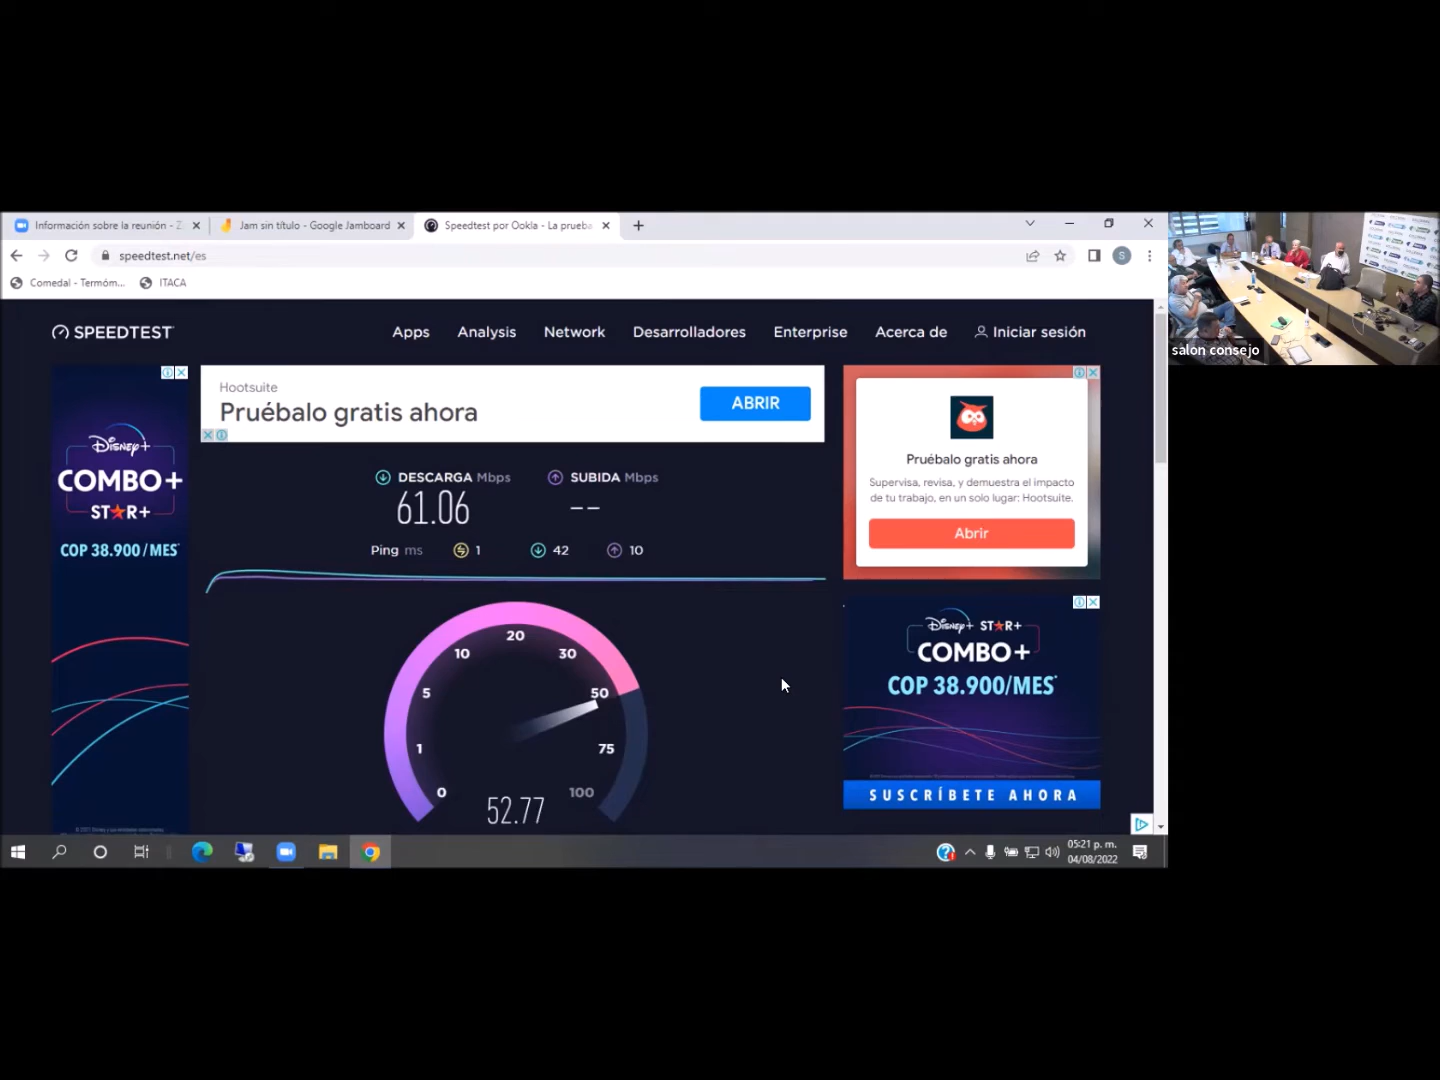 Información sobre la reunión - Z
Jam sin título - Google Jamboard
Speedtest por Ookla - La prueba
speedtest.net/es
S
Comedal - Termóm...
ITACA
SPEEDTEST
Apps
Analysis
Network
Desarrolladores
Enterprise
Acerca de
Iniciar sesión
salon consejo
Disney+
COMBO+
STAR+
COP 38.900/MES*
Hootsuite
Pruébalo gratis ahora
ABRIR
DESCARGA Mbps
61.06
SUBIDA Mbps
--
Ping ms
1
42
10
0
1
5
10
20
30
50
75
100
52.77
Pruébalo gratis ahora
Supervisa, revisa, y demuestra el impacto
de tu trabajo, en un solo lugar: Hootsuite.
Abrir
Disney+ STAR+
COMBO+
COP 38.900/MES*
SUSCRÍBETE AHORA
05:21 p. m.
04/08/2022